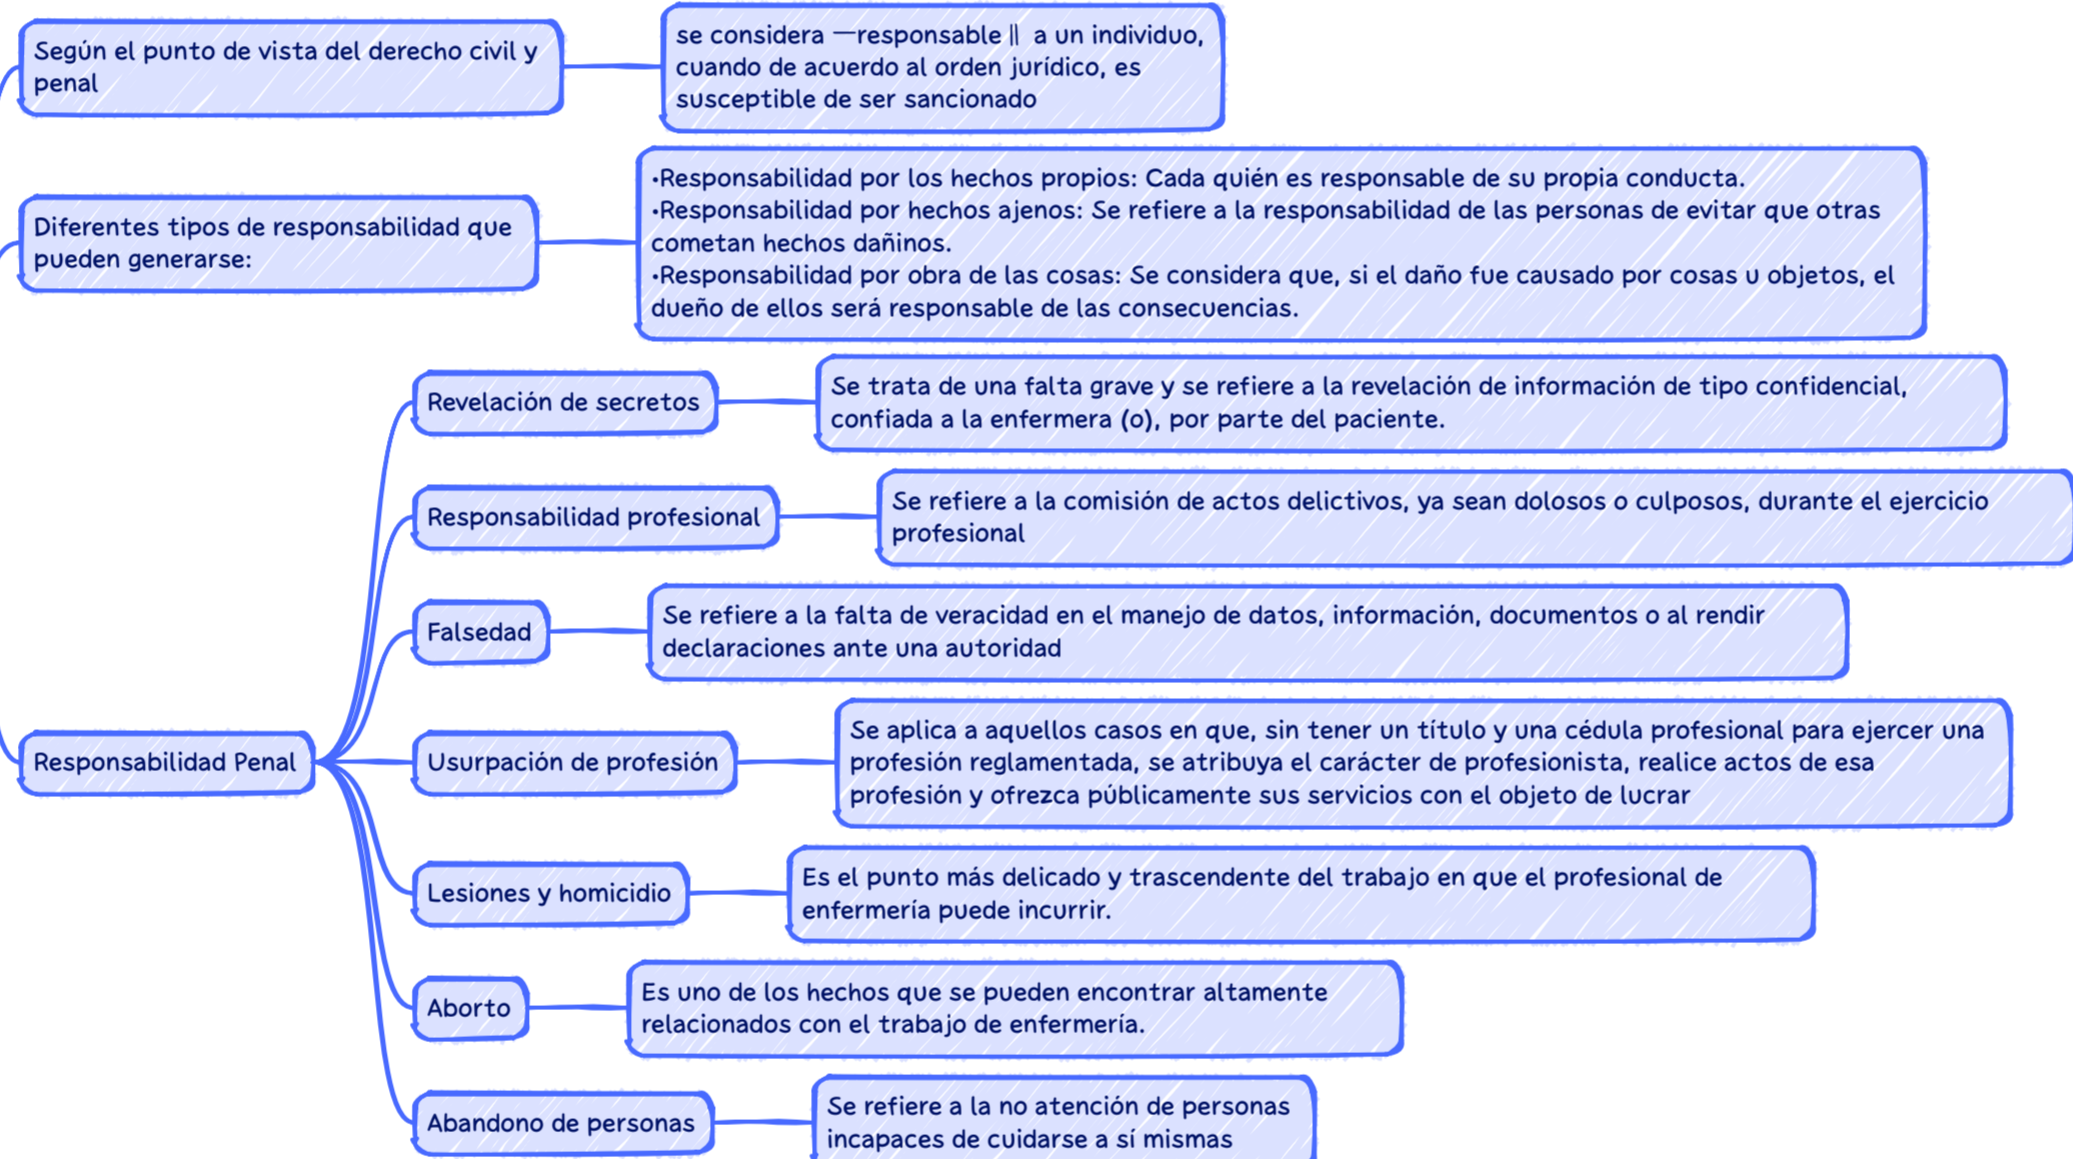 Según el punto de vista del derecho civil y
penal
se considera ―responsable‖ a un individuo,
cuando de acuerdo al orden jurídico, es
susceptible de ser sancionado
Diferentes tipos de responsabilidad que
pueden generarse:
•Responsabilidad por los hechos propios: Cada quién es responsable de su propia conducta.
•Responsabilidad por hechos ajenos: Se refiere a la responsabilidad de las personas de evitar que otras
cometan hechos dañinos.
•Responsabilidad por obra de las cosas: Se considera que, si el daño fue causado por cosas u objetos, el
dueño de ellos será responsable de las consecuencias.
Responsabilidad Penal
Revelación de secretos
Se trata de una falta grave y se refiere a la revelación de información de tipo confidencial,
confiada a la enfermera (o), por parte del paciente.
Responsabilidad profesional
Se refiere a la comisión de actos delictivos, ya sean dolosos o culposos, durante el ejercicio
profesional
Falsedad
Se refiere a la falta de veracidad en el manejo de datos, información, documentos o al rendir
declaraciones ante una autoridad
Usurpación de profesión
Se aplica a aquellos casos en que, sin tener un título y una cédula profesional para ejercer una
profesión reglamentada, se atribuya el carácter de profesionista, realice actos de esa
profesión y ofrezca públicamente sus servicios con el objeto de lucrar
Lesiones y homicidio
Es el punto más delicado y trascendente del trabajo en que el profesional de
enfermería puede incurrir.
Aborto
Es uno de los hechos que se pueden encontrar altamente
relacionados con el trabajo de enfermería.
Abandono de personas
Se refiere a la no atención de personas
incapaces de cuidarse a sí mismas